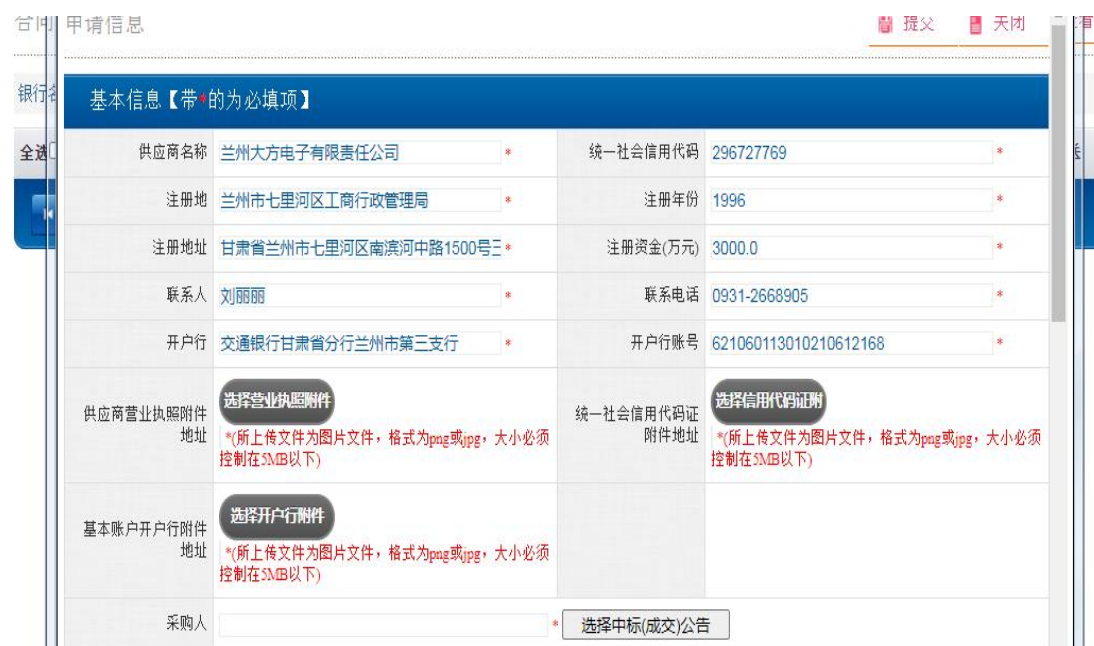 申请信息
提交
关闭
银行名
全选
基本信息【带*的为必填项】
供应商名称 兰州大方电子有限责任公司 * 统一社会信用代码 296727769 *
注册地 兰州市七里河区工商行政管理局 * 注册年份 1996 *
注册地址 甘肃省兰州市七里河区南滨河中路1500号 * 注册资金(万元) 3000.0 *
联系人 刘丽丽 * 联系电话 0931-2668905 *
开户行 交通银行甘肃省分行兰州市第三支行 * 开户行账号 621060113010210612168 *
供应商营业执照附件
地址
选择营业执照附件
*(所上传文件为图片文件，格式为png或jpg，大小必须
控制在5MB以下)
统一社会信用代码证
附件地址
选择信用代码证附
*(所上传文件为图片文件，格式为png或jpg，大小必须
控制在5MB以下)
基本账户开户行附件
地址
选择开户行附件
*(所上传文件为图片文件，格式为png或jpg，大小必须
控制在5MB以下)
采购人 * 选择中标(成交)公告